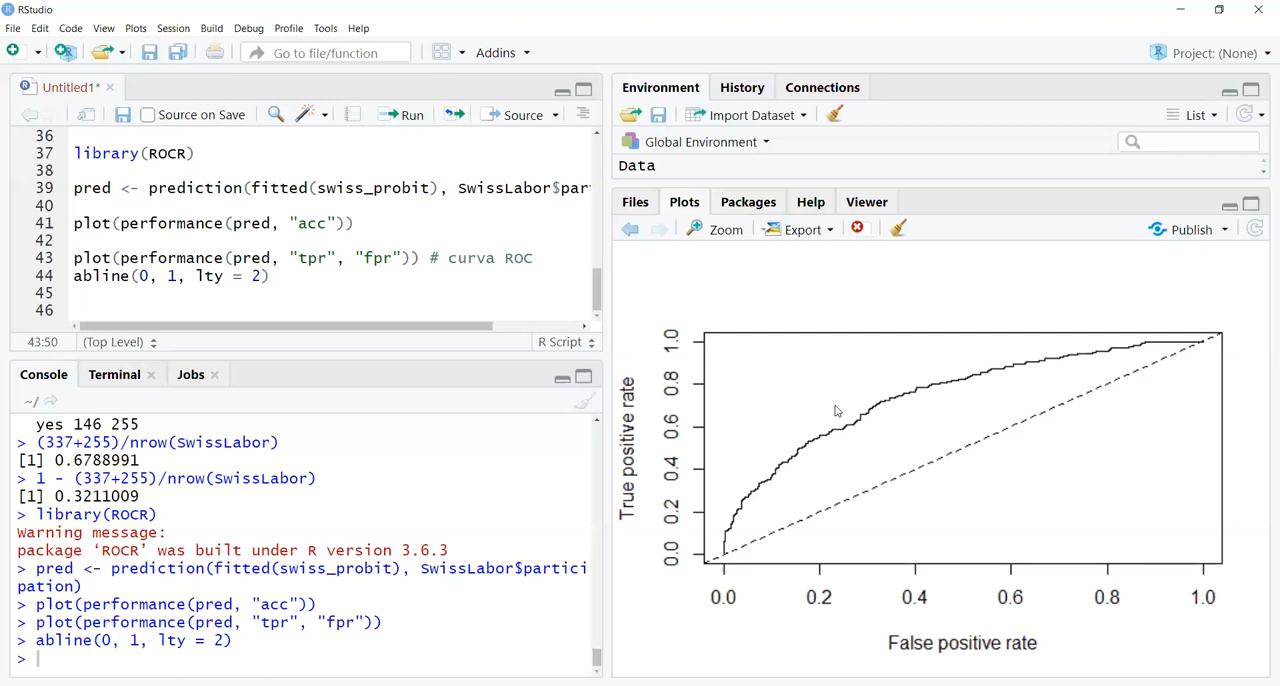 RStudio
File Edit Code View Plots Session Build Debug Profile Tools Help
Go to file/function Addins Project: (None)
Untitled1*
Source on Save Run Source
36
37 library(ROCR)
38
39 pred <- prediction(fitted(swiss_probit), SwissLabor$par
40
41 plot(performance(pred, "acc"))
42
43 plot(performance(pred, "tpr", "fpr")) # curva ROC
44 abline(0, 1, lty = 2)
45
46
43:50 (Top Level) R Script
Console Terminal Jobs
~/
yes 146 255
> (337+255)/nrow(SwissLabor)
[1] 0.6788991
> 1 - (337+255)/nrow(SwissLabor)
[1] 0.3211009
> library(ROCR)
Warning message:
package ‘ROCR’ was built under R version 3.6.3
> pred <- prediction(fitted(swiss_probit), SwissLabor$partici
pation)
> plot(performance(pred, "acc"))
> plot(performance(pred, "tpr", "fpr"))
> abline(0, 1, lty = 2)
>
Environment History Connections
Import Dataset List
Global Environment
Data
Files Plots Packages Help Viewer
Zoom Export Publish
True positive rate
1.0
0.8
0.6
0.4
0.2
0.0
0.0 0.2 0.4 0.6 0.8 1.0
False positive rate